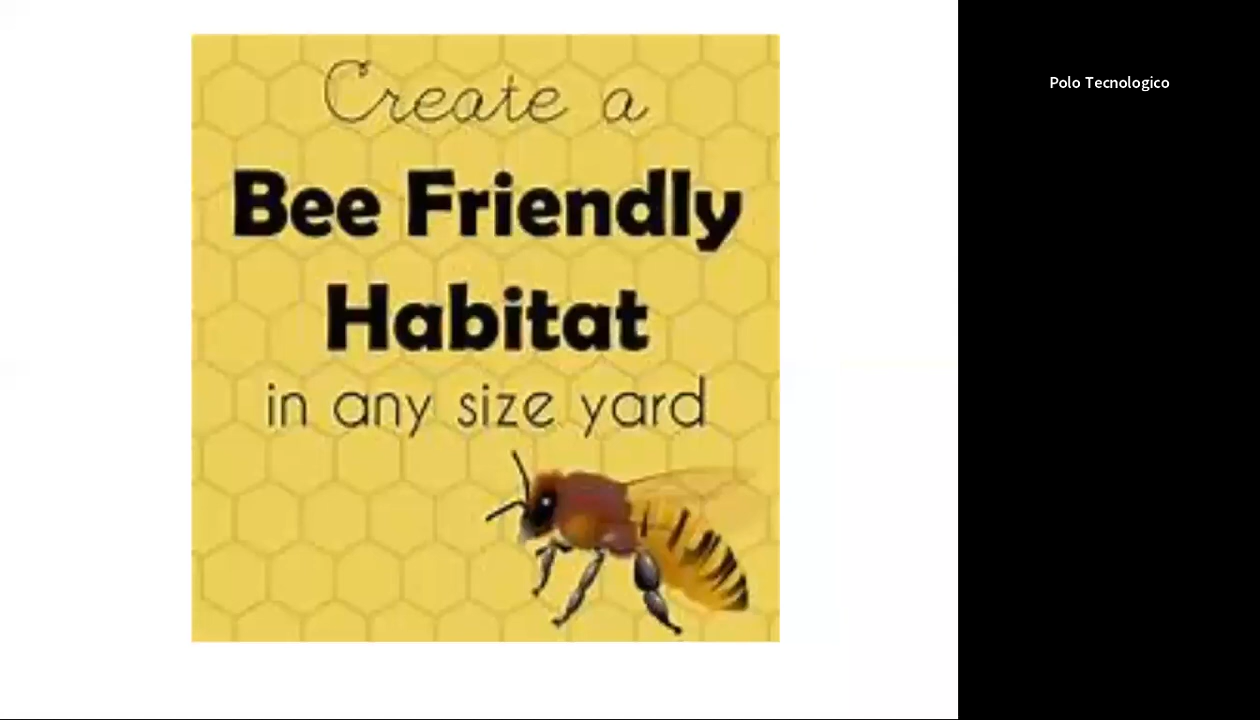 Create a
Bee Friendly
Habitat
in any size yard
Polo Tecnologico